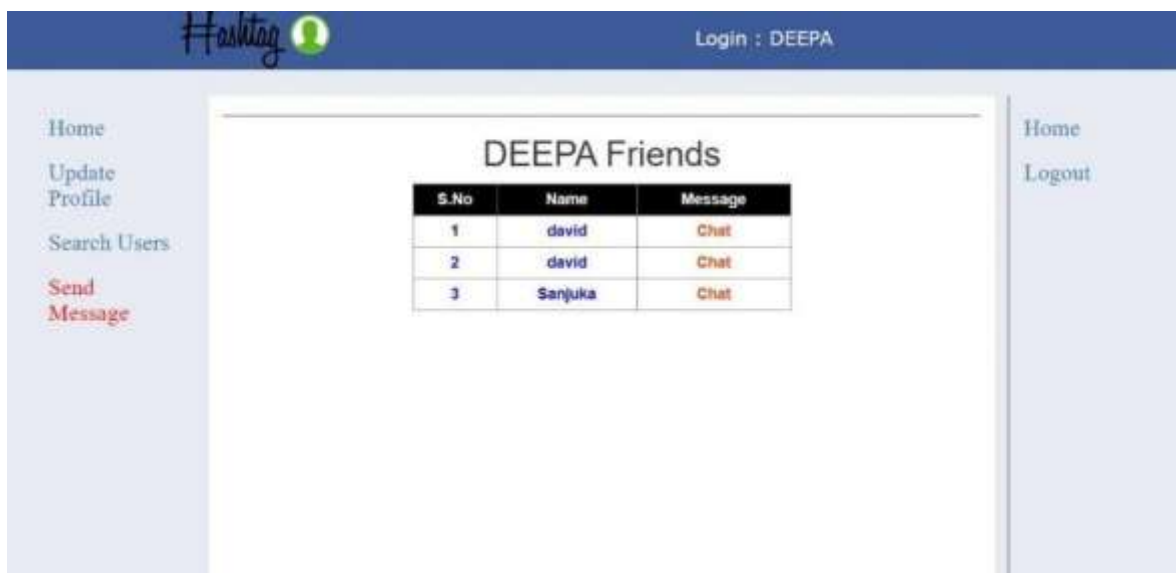 Hashtag
Login : DEEPA
Home
Update
Profile
Search Users
Send
Message
DEEPA Friends
S.No Name Message
1 david Chat
2 david Chat
3 Sanjuka Chat
Home
Logout